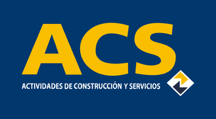 ACS
ACTIVIDADES DE CONSTRUCCIÓN Y SERVICIOS